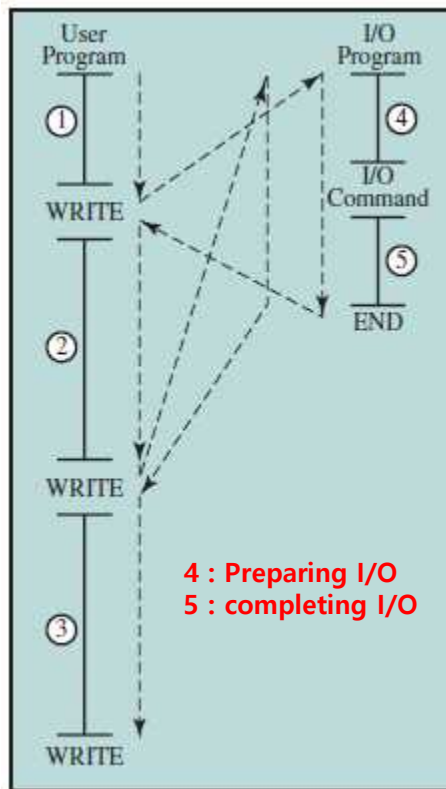 User
Program
①
WRITE
②
WRITE
③
WRITE
I/O
Program
④
I/O
Command
⑤
END
4 : Preparing I/O
5 : completing I/O